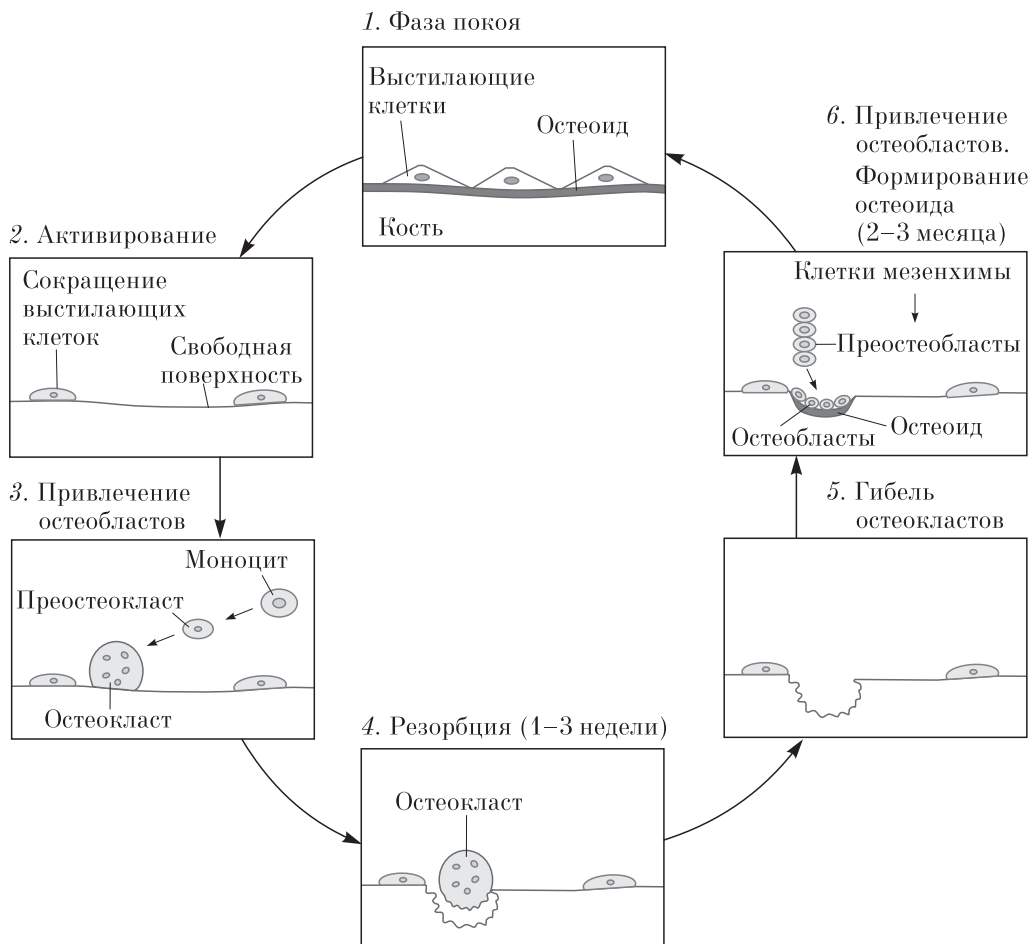 1. Фаза покоя
Выстилающие
клетки
Остеоид
Кость
2. Активирование
Сокращение
выстилающих
клеток
Свободная
поверхность
3. Привлечение
остеобластов
Моноцит
Преостеокласт
Остеокласт
4. Резорбция (1–3 недели)
Остеокласт
5. Гибель
остеокластов
6. Привлечение
остеобластов.
Формирование
остеоида
(2–3 месяца)
Клетки мезенхимы
Преостеобласты
Остеобласты
Остеоид